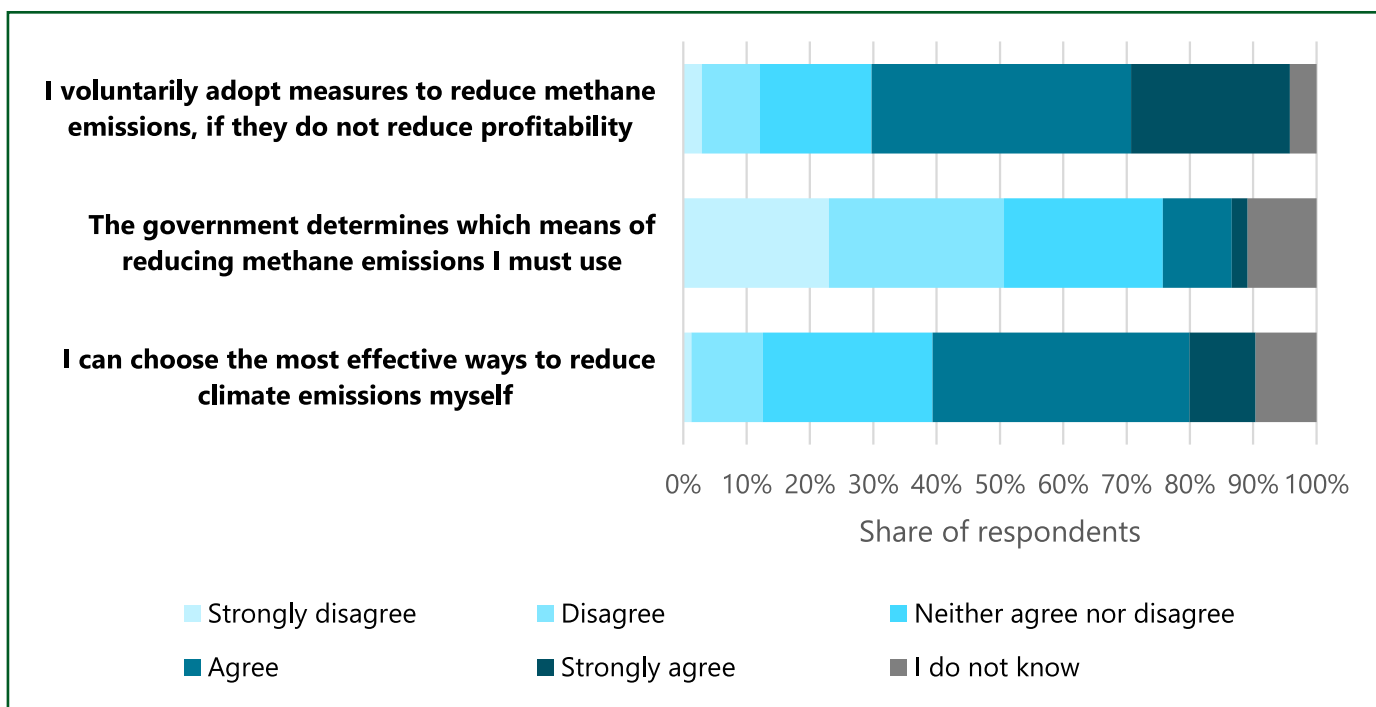 I voluntarily adopt measures to reduce methane
emissions, if they do not reduce profitability
The government determines which means of
reducing methane emissions I must use
I can choose the most effective ways to reduce
climate emissions myself
0% 10% 20% 30% 40% 50% 60% 70% 80% 90% 100%
Share of respondents
Strongly disagree Disagree Neither agree nor disagree
Agree Strongly agree I do not know